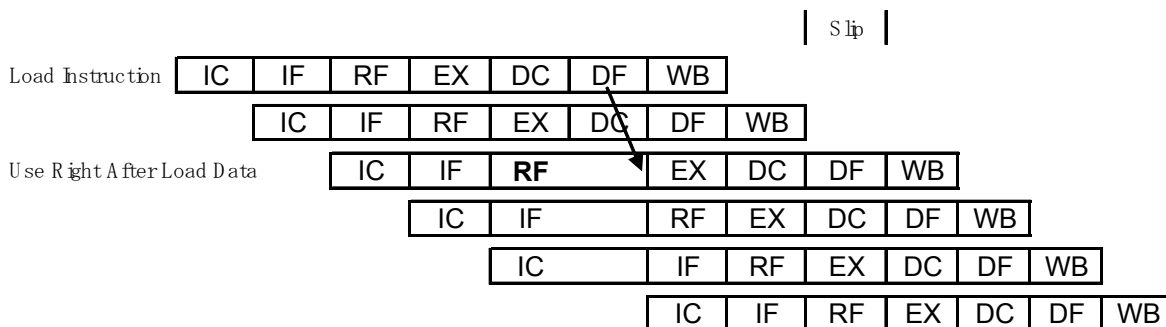 Slip
Load Instruction IC IF RF EX DC DF WB
IC IF RF EX DC DF WB
Use Right After Load Data IC IF RF EX DC DF WB
IC IF RF EX DC DF WB
IC IF RF EX DC DF WB
IC IF RF EX DC DF WB